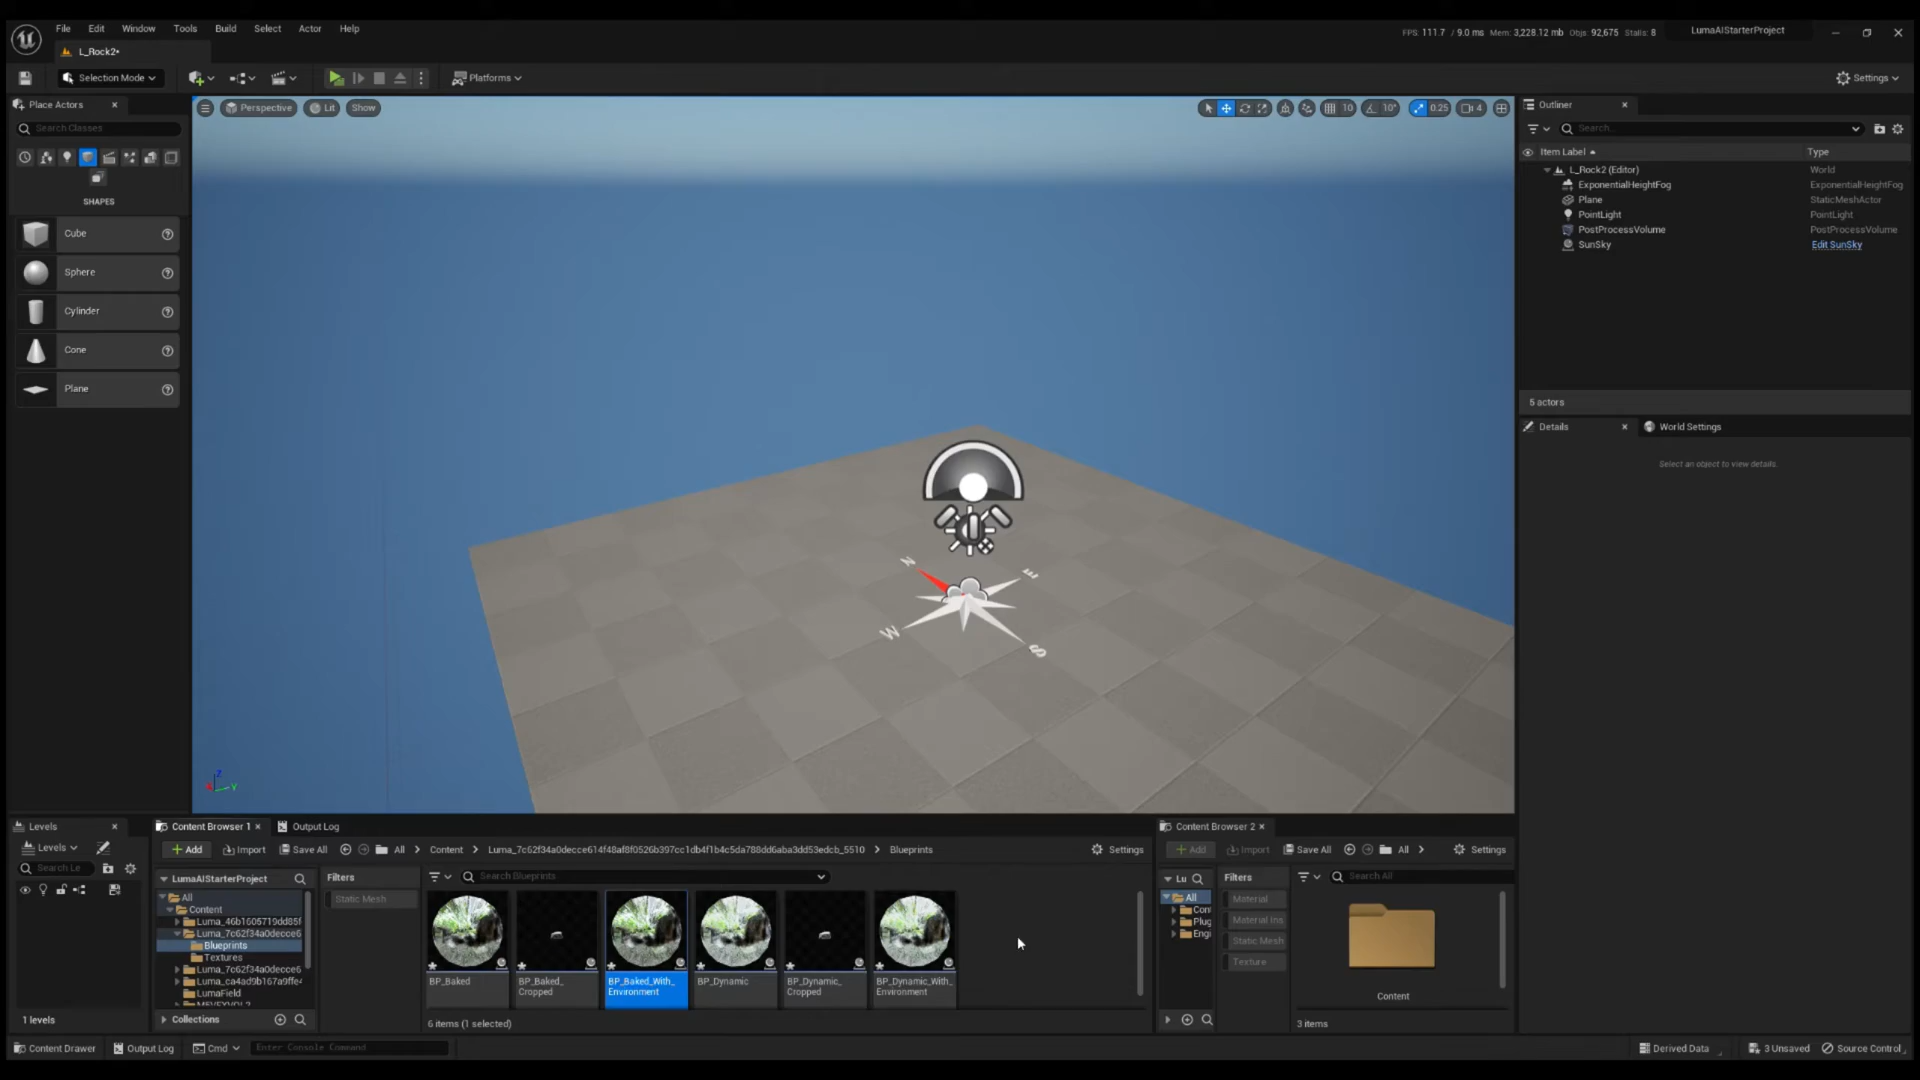 File Edit Window Tools Build Select Actor Help
FPS: 111.7 / 9.0 ms Mem: 3,228.12 mb Objs: 92,675 Stalls: 8
LumaAIStarterProject
L_Rock2•
Selection Mode
Platforms
Settings
Place Actors
Search Classes
SHAPES
Cube
Sphere
Cylinder
Cone
Plane
Perspective Lit Show
10 10° 0.25 4
N
E
W
S
Z
Y
Outliner
Search...
Item Label Type
L_Rock2 (Editor) World
ExponentialHeightFog ExponentialHeightFog
Plane StaticMeshActor
PointLight PointLight
PostProcessVolume PostProcessVolume
SunSky Edit SunSky
5 actors
Details World Settings
Select an object to view details.
Levels
Levels
Search Le
1 levels
Content Browser 1 Output Log
Add Import Save All All Content Luma_7c62f34a0decce614f48af8f0526b397cc1db4f1b4c5da788dd6aba3dd53edcb_5510 Blueprints Settings
LumaAIStarterProject
All
Content
Luma_46b1605719dd85f
Luma_7c62f34a0decce6
Blueprints
Textures
Luma_7c62f34a0decce6
Luma_ca4ad9b167a9ffe4
LumaField
Collections
Filters
Static Mesh
Search Blueprints
BP_Baked
BP_Baked_
Cropped
BP_Baked_With_
Environment
BP_Dynamic
BP_Dynamic_
Cropped
BP_Dynamic_With_
Environment
6 items (1 selected)
Content Browser 2
Add Import Save All All Settings
Lu
All
Con
Plug
Engi
Filters
Material
Material Ins
Static Mesh
Texture
Search All
Content
3 items
Content Drawer Output Log Cmd Enter Console Command
Derived Data 3 Unsaved Source Control